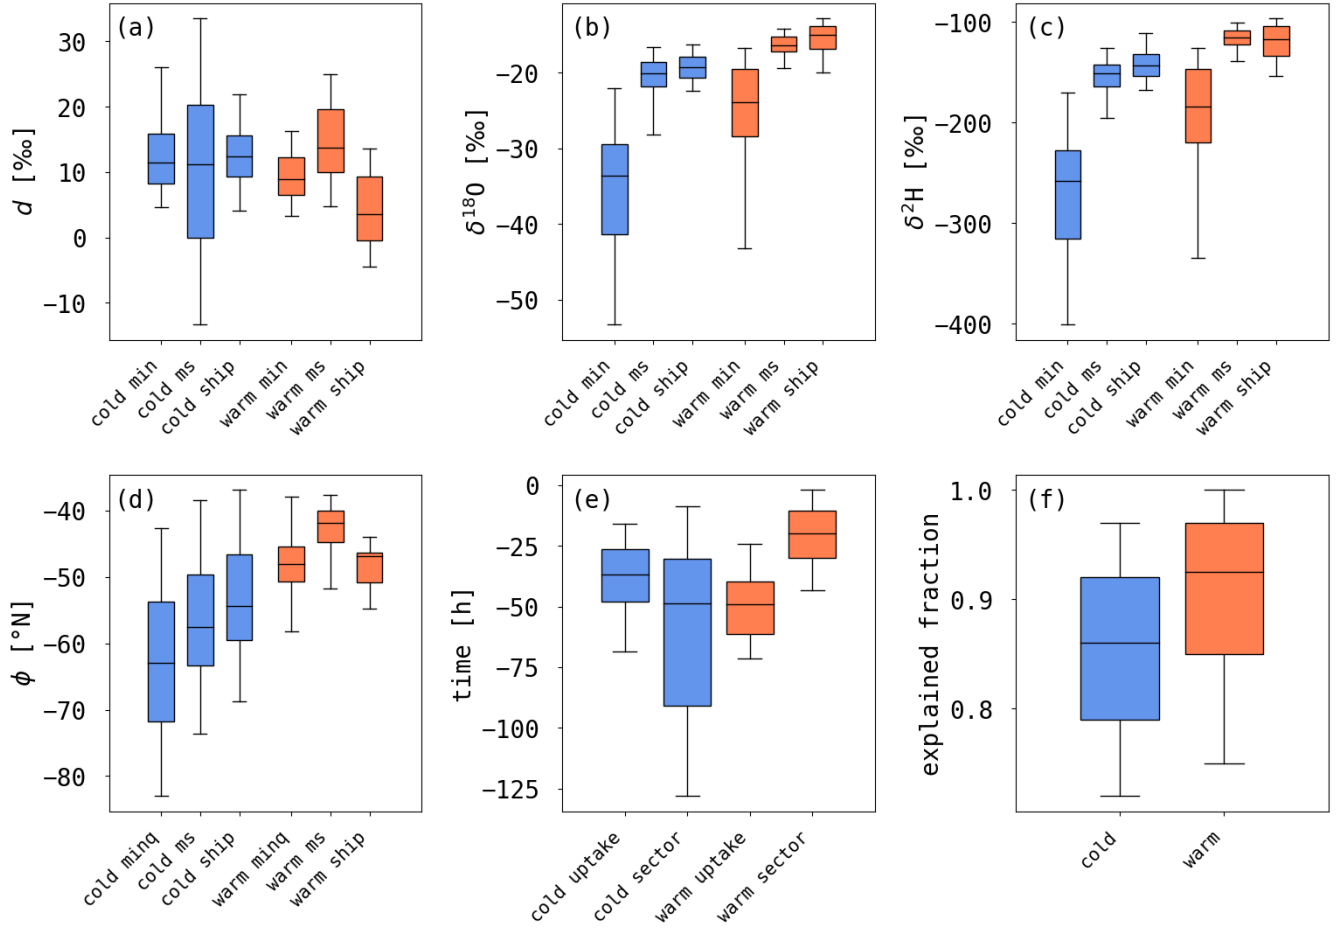 (a)
d [‰]
30
20
10
0
−10
cold min
cold ms
cold ship
warm min
warm ms
warm ship
(b)
δ¹⁸O [‰]
−20
−30
−40
−50
cold min
cold ms
cold ship
warm min
warm ms
warm ship
(c)
δ²H [‰]
−100
−200
−300
−400
cold min
cold ms
cold ship
warm min
warm ms
warm ship
(d)
ϕ [°N]
−40
−50
−60
−70
−80
cold minq
cold ms
cold ship
warm minq
warm ms
warm ship
(e)
time [h]
0
−25
−50
−75
−100
−125
cold uptake
cold sector
warm uptake
warm sector
(f)
explained fraction
1.0
0.9
0.8
cold
warm